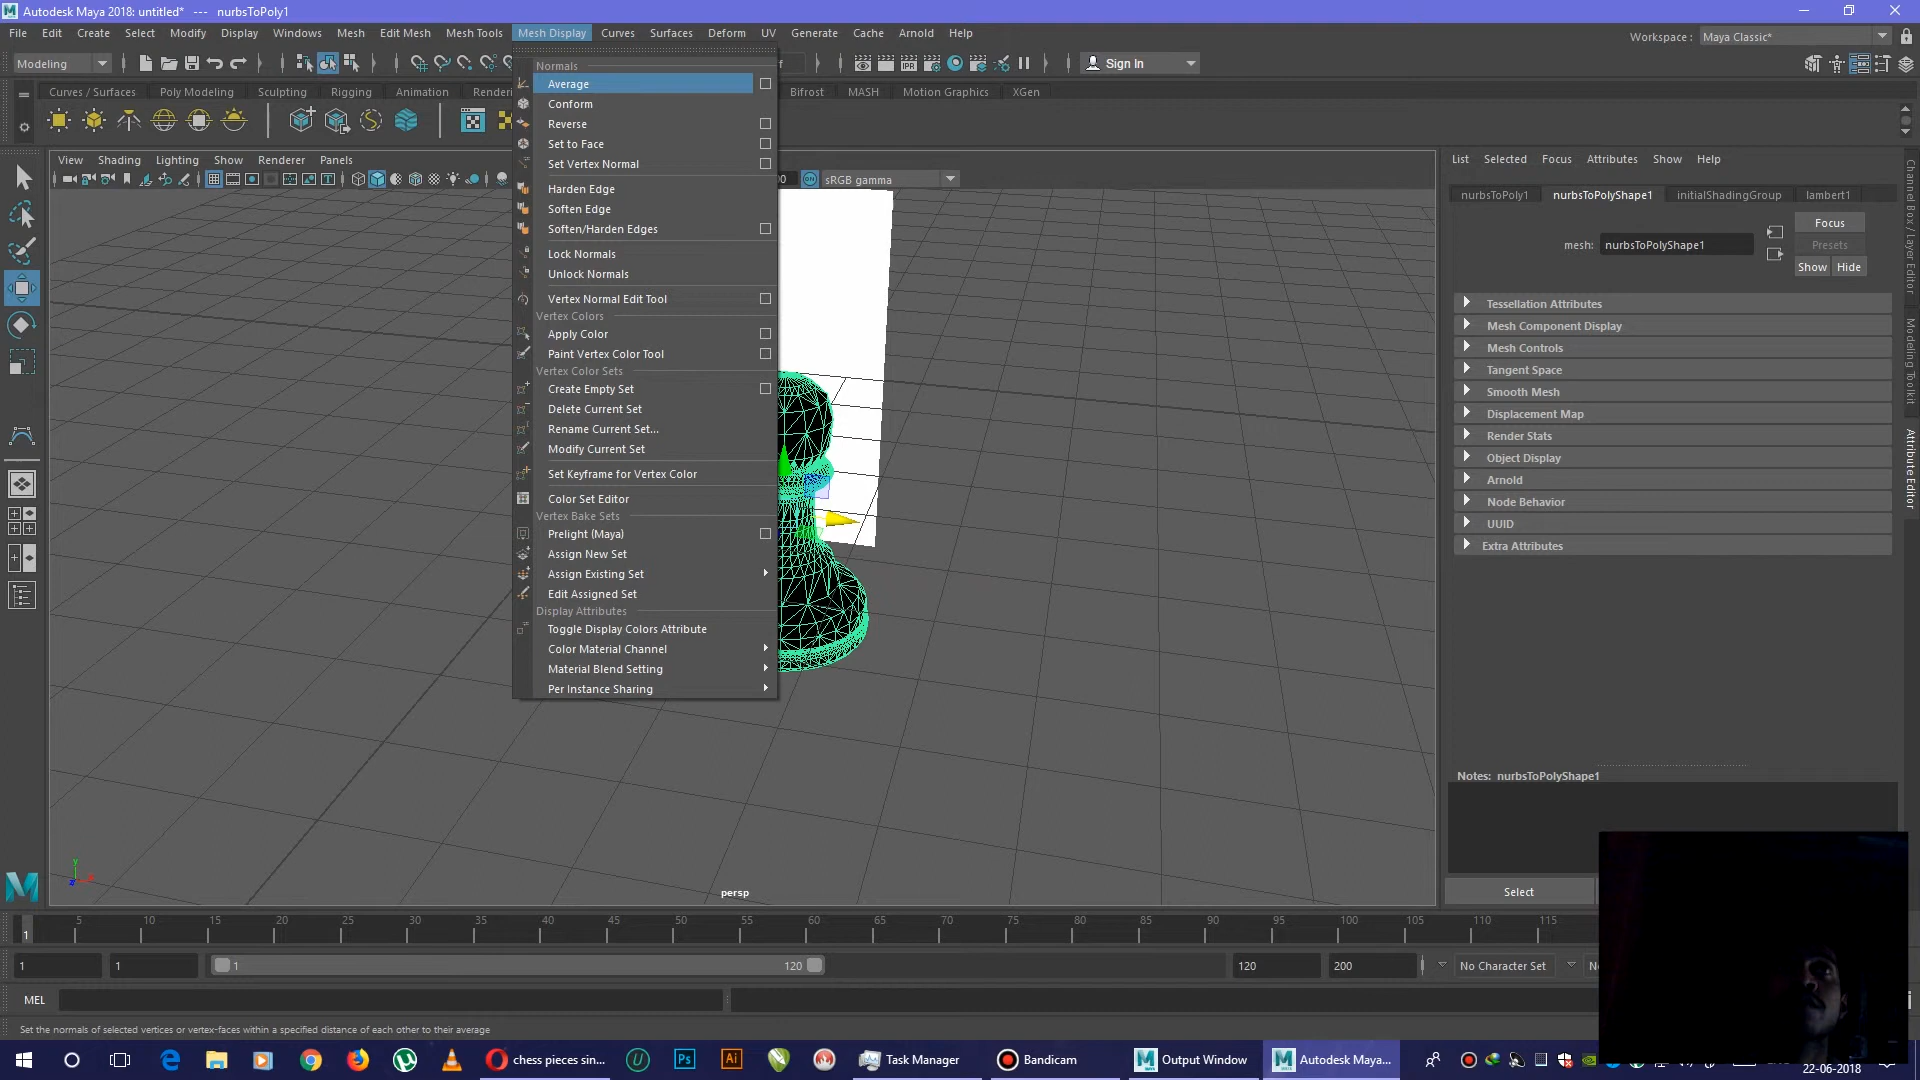 Autodesk Maya 2018: untitled* --- nurbsToPoly1
File Edit Create Select Modify Display Windows Mesh Edit Mesh Mesh Tools Mesh Display Curves Surfaces Deform UV Generate Cache Arnold Help
Workspace : Maya Classic*
Modeling
Sign In
Curves / Surfaces Poly Modeling Sculpting Rigging Animation Bifrost MASH Motion Graphics XGen
View Shading Lighting Show Renderer Panels
sRGB gamma
Normals
Average
Conform
Reverse
Set to Face
Set Vertex Normal
Harden Edge
Soften Edge
Soften/Harden Edges
Lock Normals
Unlock Normals
Vertex Normal Edit Tool
Vertex Colors
Apply Color
Paint Vertex Color Tool
Vertex Color Sets
Create Empty Set
Delete Current Set
Rename Current Set...
Modify Current Set
Set Keyframe for Vertex Color
Color Set Editor
Vertex Bake Sets
Prelight (Maya)
Assign New Set
Assign Existing Set
Edit Assigned Set
Display Attributes
Toggle Display Colors Attribute
Color Material Channel
Material Blend Setting
Per Instance Sharing
persp
List Selected Focus Attributes Show Help
nurbsToPoly1 nurbsToPolyShape1 initialShadingGroup lambert1
mesh: nurbsToPolyShape1
Focus
Presets
Show Hide
Tessellation Attributes
Mesh Component Display
Mesh Controls
Tangent Space
Smooth Mesh
Displacement Map
Render Stats
Object Display
Arnold
Node Behavior
UUID
Extra Attributes
Notes: nurbsToPolyShape1
Select
Channel Box / Layer Editor
Modeling Toolkit
Attribute Editor
5 10 15 20 25 30 35 40 45 50 55 60 65 70 75 80 85 90 95 100 105 110 115
1
1 1 1 120 120 200 No Character Set
MEL
Set the normals of selected vertices or vertex-faces within a specified distance of each other to their average
chess pieces sin... Task Manager Bandicam Output Window Autodesk Maya...
22-06-2018